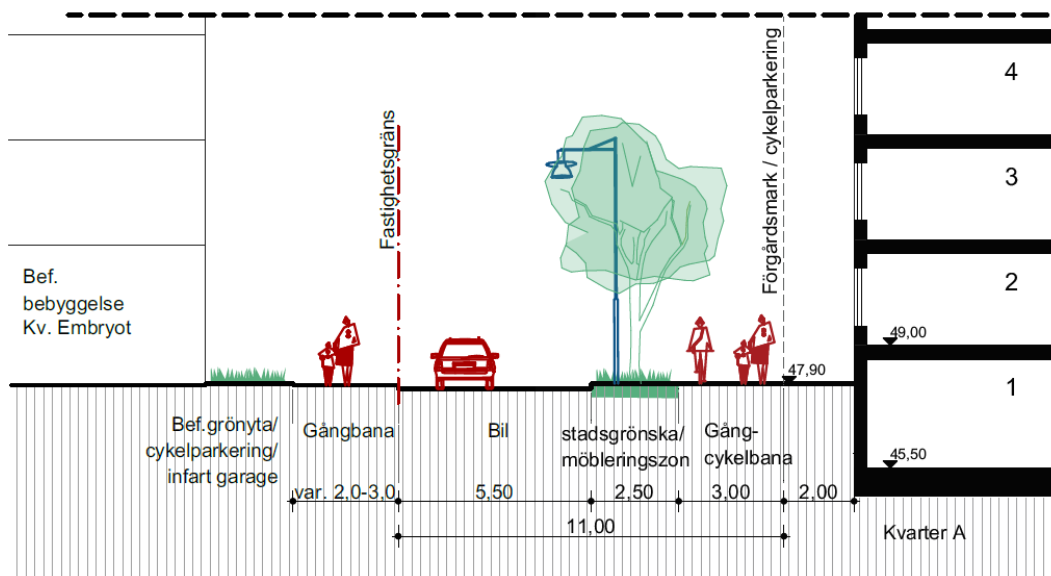 4
3
2
1
Fastighetsgräns
Förgårdsmark / cykelparkering
Bef.
bebyggelse
Kv. Embryot
49,00
47,90
45,50
Bef.grönyta/
cykelparkering/
infart garage
Gångbana
Bil
stadsgrönska/
möbleringszon
Gång-
cykelbana
var. 2,0-3,0
5,50
2,50
3,00
2,00
11,00
Kvarter A